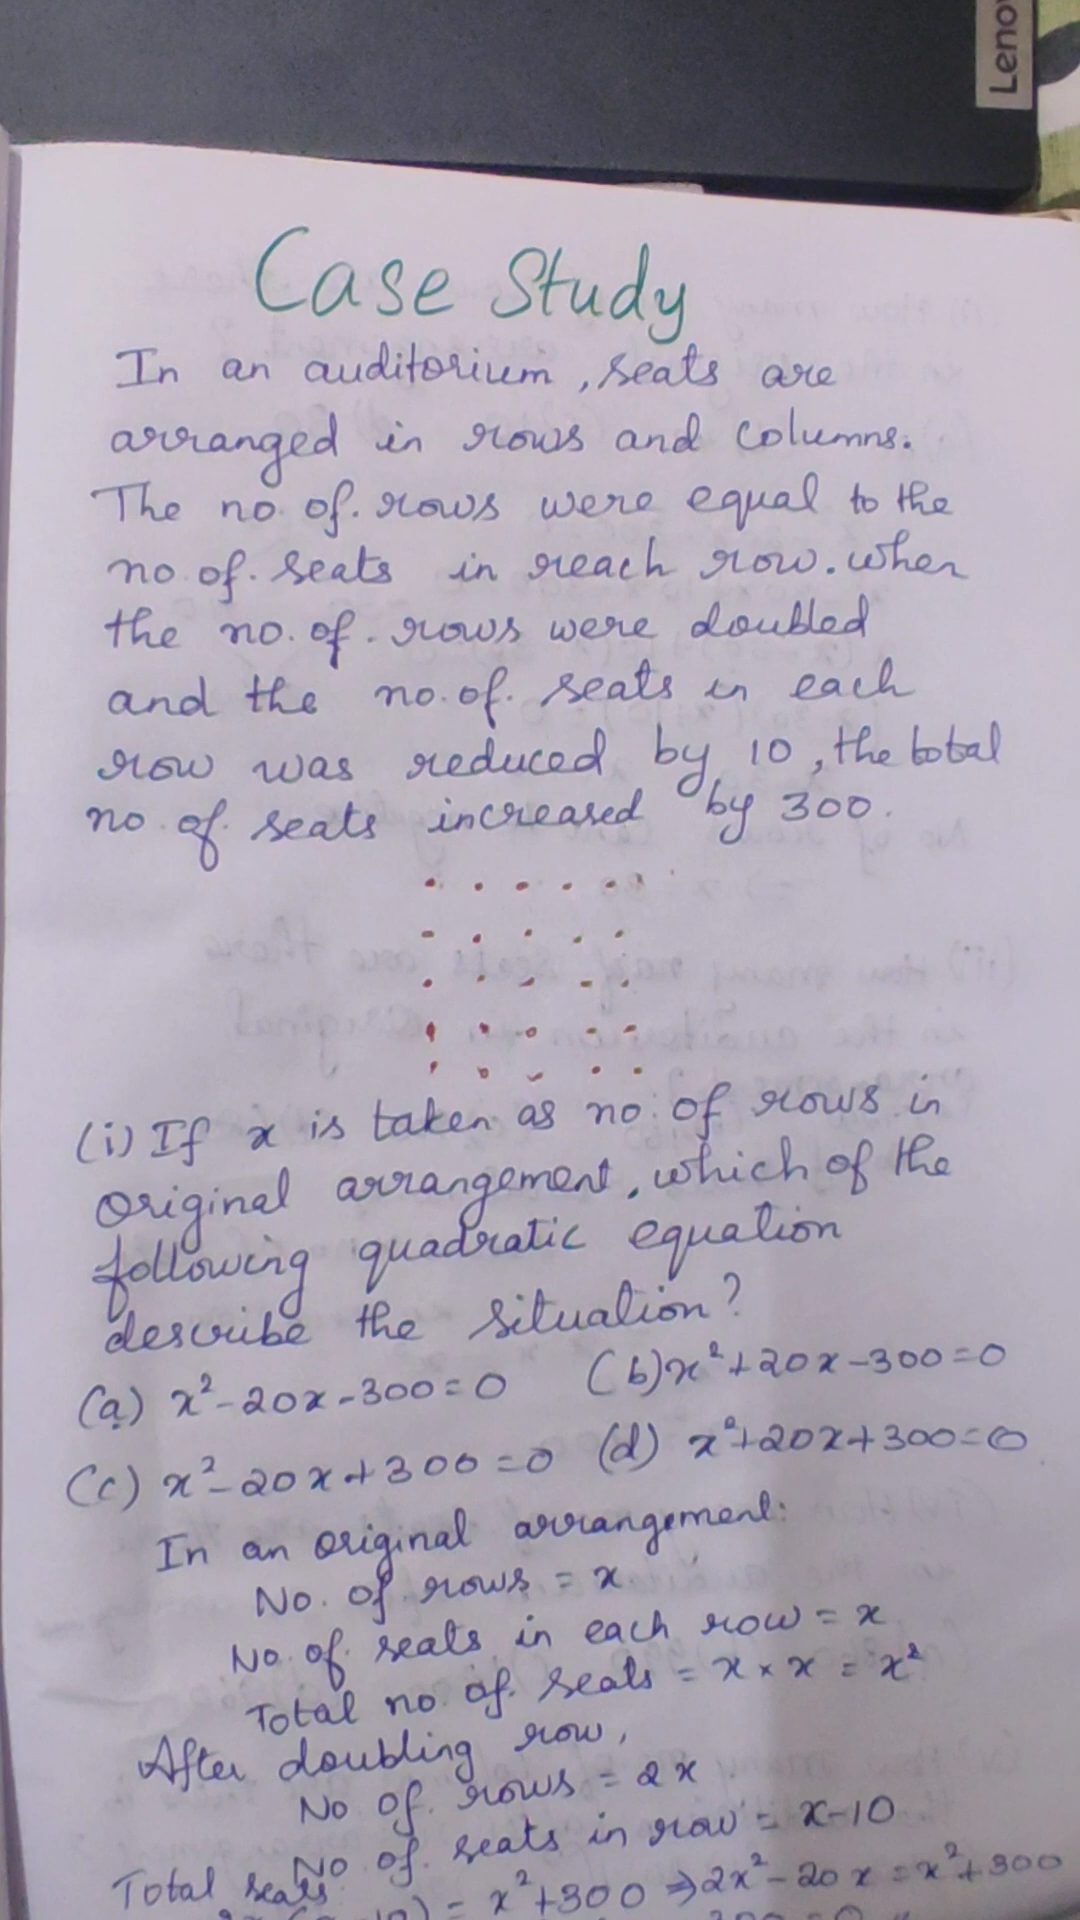 Leno
Case Study
In an auditorium, seats are
arranged in rows and columns.
The no. of. rows were equal to the
no. of. seats in reach row. when
the no. of. rows were doubled
and the no. of. seats in each
row was reduced by 10, the total
no. of. seats increased by 300.
(i) If x is taken as no. of rows in
Original arrangement, which of the
following quadratic equation
describe the situation?
(a) x²-20x-300=0 (b) x²+20x-300=0
(c) x²-20x+300=0 (d) x²+20x+300=0
In an original arrangement:
No. of rows = x
No. of. seats in each row = x
Total no. of. seats = x × x = x²
After doubling row,
No of. rows = 2x
No of. seats in row = x-10
Total seats
= x²+300 ⇒ 2x²-20x = x²+300